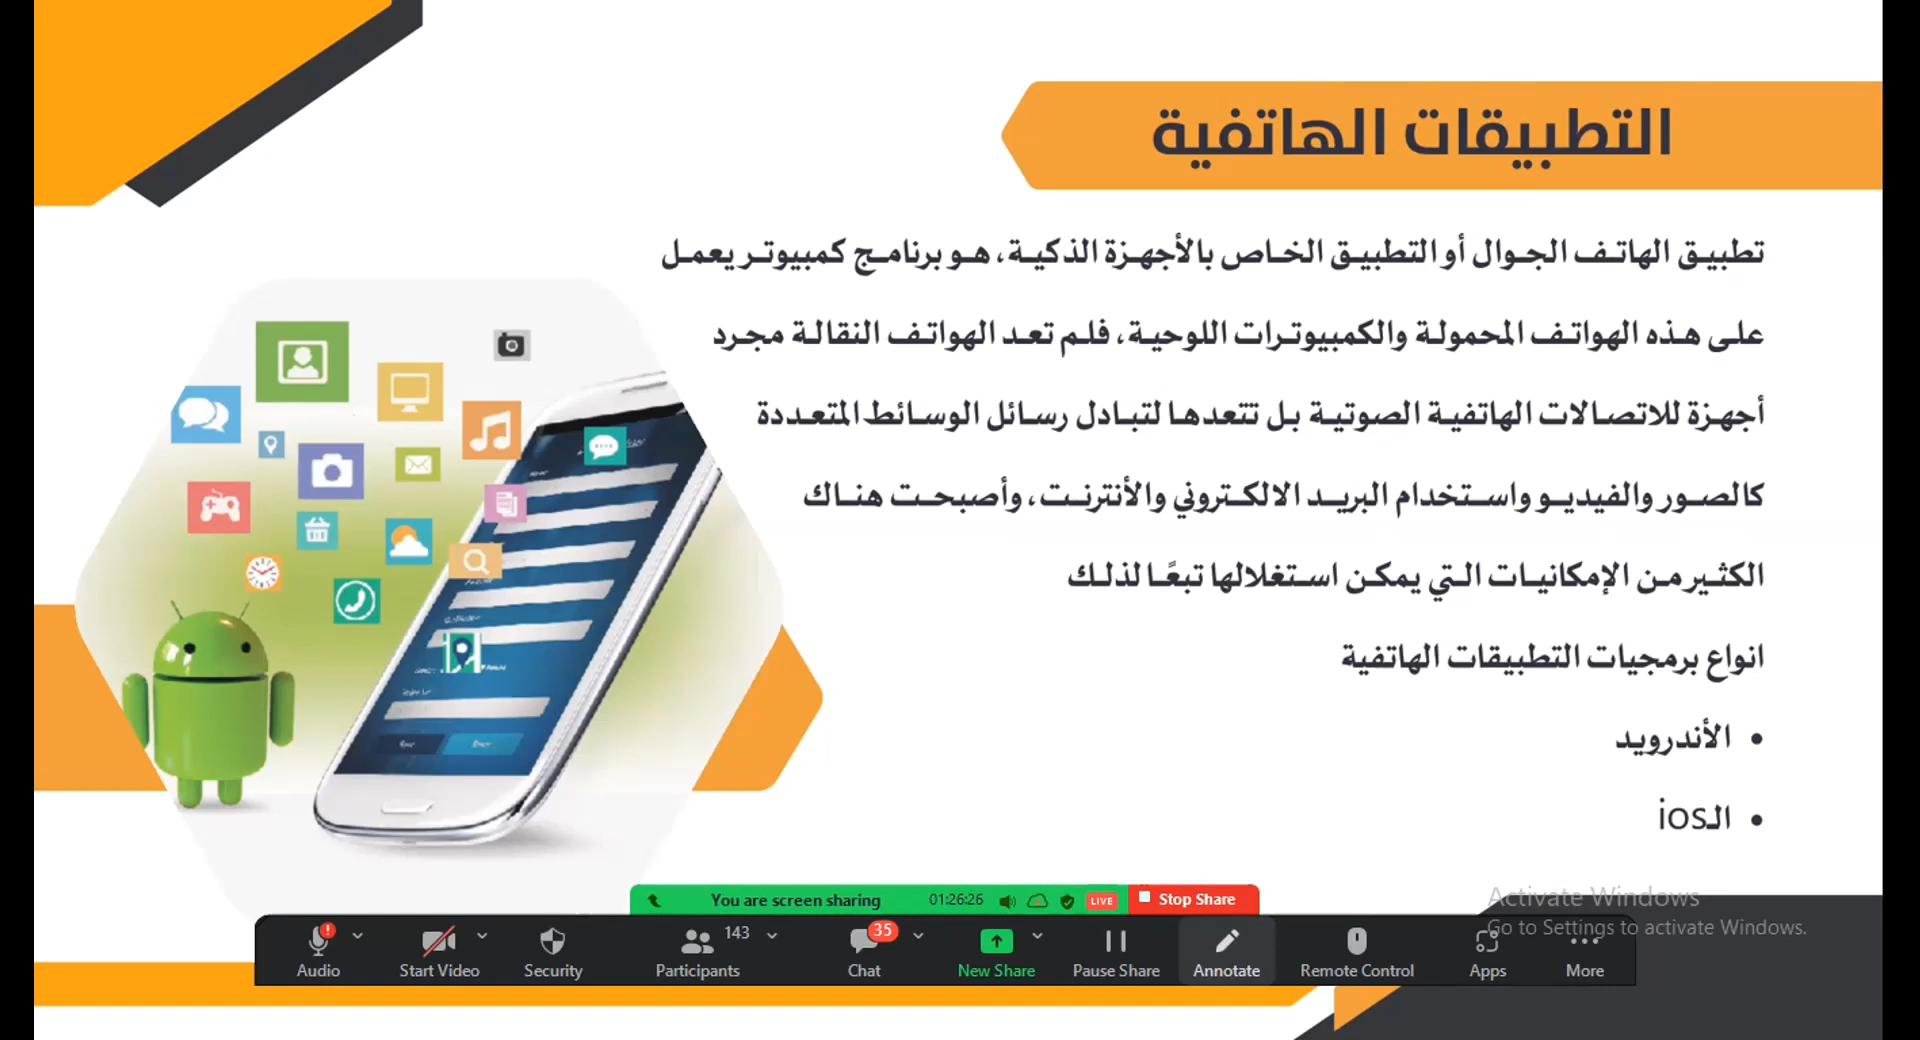 التطبيقات الهاتفية
تطبيق الهاتف الجوال أو التطبيق الخاص بالأجهزة الذكية، هو برنامج كمبيوتر يعمل
على هذه الهواتف المحمولة والكمبيوترات اللوحية، فلم تعد الهواتف النقالة مجرد
أجهزة للاتصالات الهاتفية الصوتية بل تتعدها لتبادل رسائل الوسائط المتعددة
كالصور والفيديو واستخدام البريد الالكتروني والأنترنت، وأصبحت هناك
الكثير من الإمكانيات التي يمكن استغلالها تبعًا لذلك
انواع برمجيات التطبيقات الهاتفية
• الأندرويد
• الـios
You are screen sharing 01:26:26 LIVE Stop Share
Activate Windows
Go to Settings to activate Windows.
143 35
Audio Start Video Security Participants Chat New Share Pause Share Annotate Remote Control Apps More